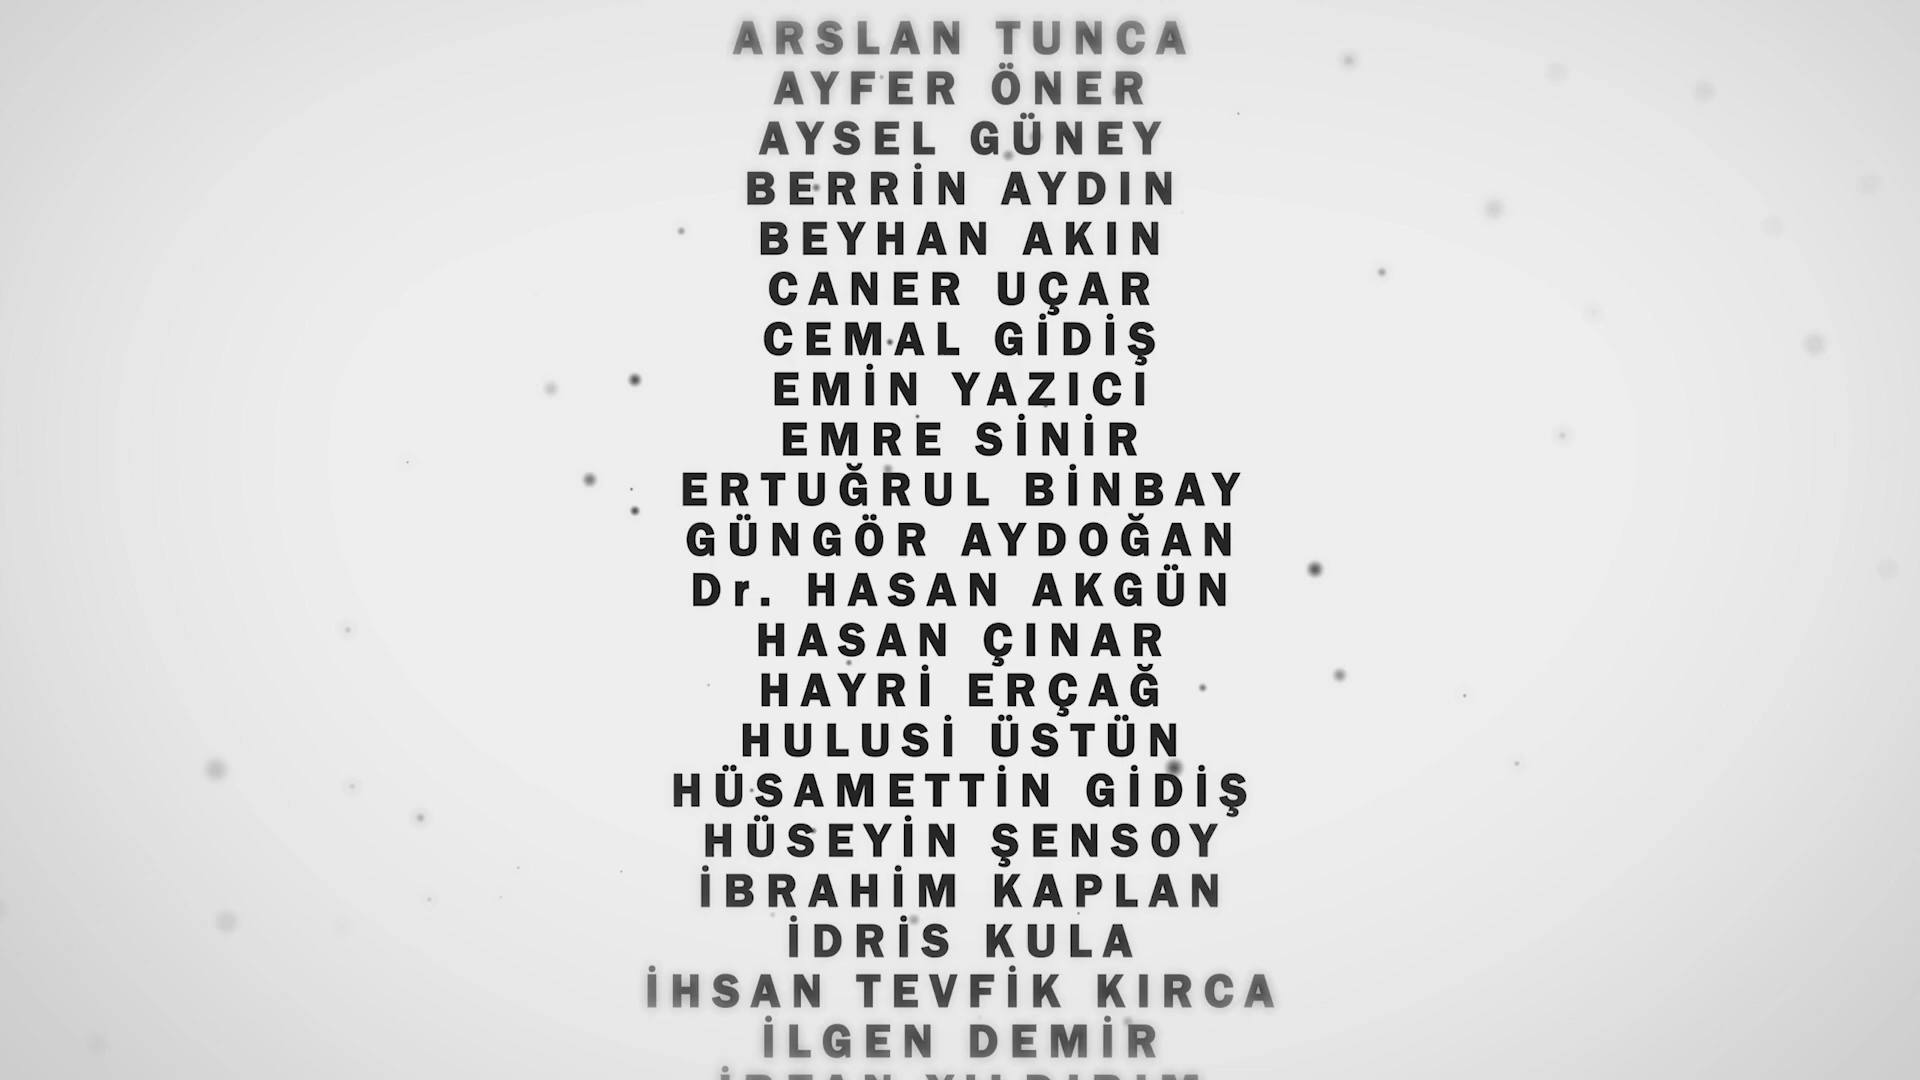 ARSLAN TUNCA
AYFER ÖNER
AYSEL GÜNEY
BERRİN AYDIN
BEYHAN AKIN
CANER UÇAR
CEMAL GİDİŞ
EMİN YAZICI
EMRE SİNİR
ERTUĞRUL BİNBAY
GÜNGÖR AYDOĞAN
Dr. HASAN AKGÜN
HASAN ÇINAR
HAYRİ ERÇAĞ
HULUSİ ÜSTÜN
HÜSAMETTİN GİDİŞ
HÜSEYİN ŞENSOY
İBRAHİM KAPLAN
İDRİS KULA
İHSAN TEVFİK KIRCA
İLGEN DEMİR